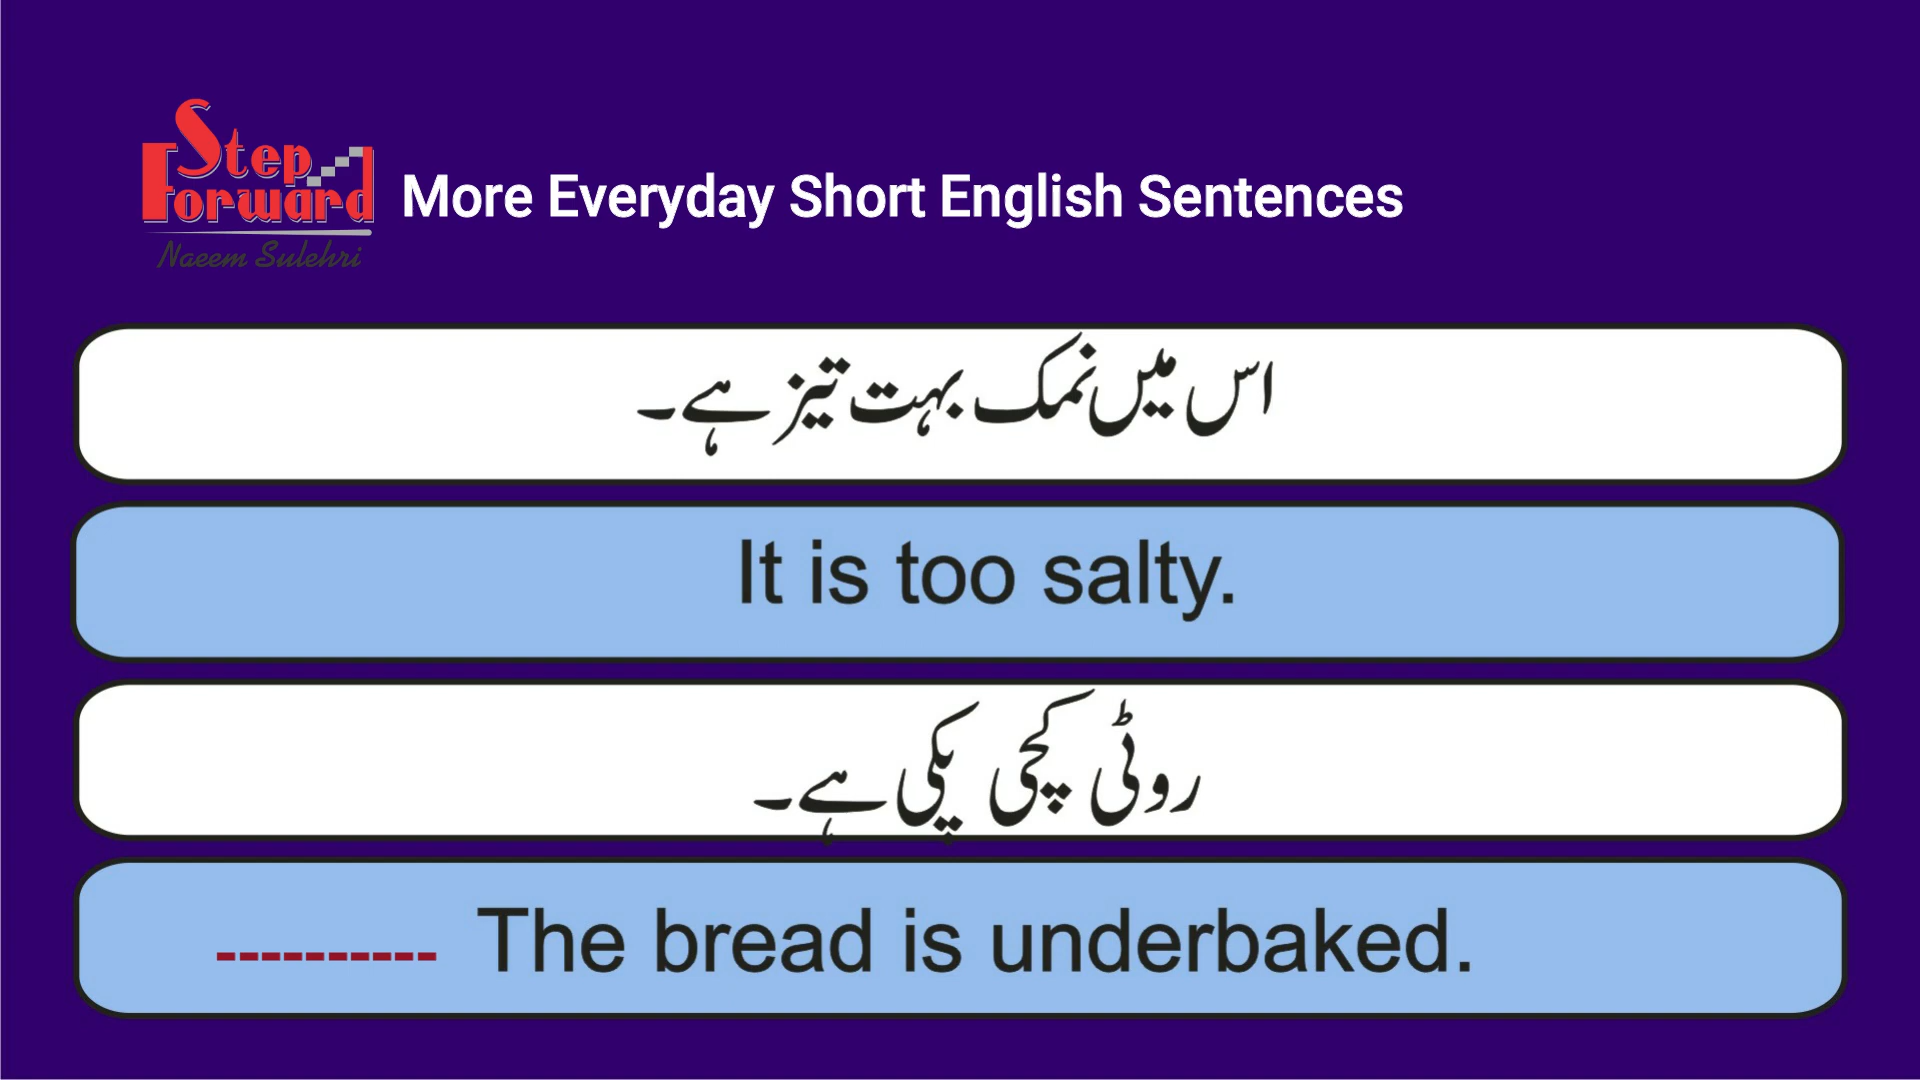 Step
Forward
Naeem Sulehri
More Everyday Short English Sentences
اس میں نمک بہت تیز ہے۔
It is too salty.
روٹی کچی پکی ہے۔
---------- The bread is underbaked.